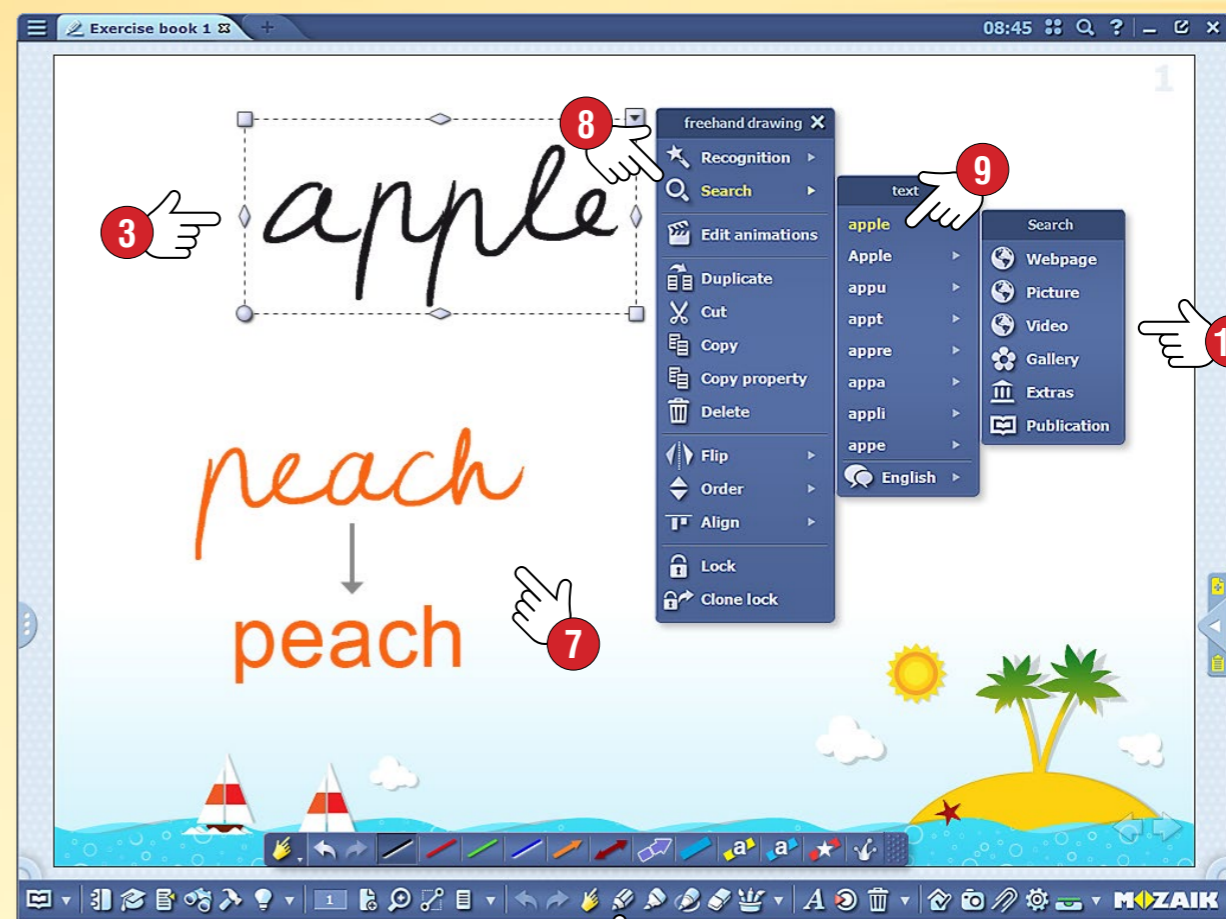 Exercise book 1
08:45
1
apple
8
3
freehand drawing
Recognition
Search
Edit animations
Duplicate
Cut
Copy
Copy property
Delete
Flip
Order
Align
Lock
Clone lock
9
text
apple
Apple
appu
appt
appre
appa
appli
appe
English
Search
Webpage
Picture
Video
Gallery
Extras
Publication
peach
peach
7
a a
1 A MOZAIK